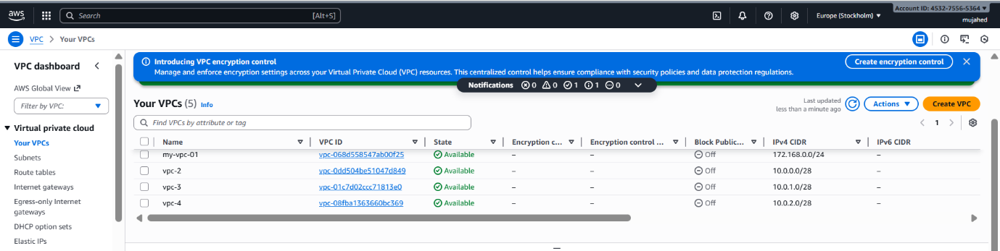 aws Search [Alt+S] Europe (Stockholm) Account ID: 4532-7556-5364
mujahed
VPC > Your VPCs
VPC dashboard
AWS Global View
Filter by VPC:
Virtual private cloud
Your VPCs
Subnets
Route tables
Internet gateways
Egress-only Internet
gateways
DHCP option sets
Elastic IPs
Introducing VPC encryption control
Manage and enforce encryption settings across your Virtual Private Cloud (VPC) resources. This centralized control helps ensure compliance with security policies and data protection regulations.
Create encryption control
Notifications 0 0 1 1 0
Your VPCs (5) Info
Last updated
less than a minute ago
Actions
Create VPC
Find VPCs by attribute or tag
1
Name VPC ID State Encryption c... Encryption control ... Block Public... IPv4 CIDR IPv6 CIDR
my-vpc-01 vpc-068d558547ab00f25 Available – – Off 172.168.0.0/24 –
vpc-2 vpc-0dd504be51047d849 Available – – Off 10.0.0.0/28 –
vpc-3 vpc-01c7d02ccc71813e0 Available – – Off 10.0.1.0/28 –
vpc-4 vpc-08fba1363660bc369 Available – – Off 10.0.2.0/28 –